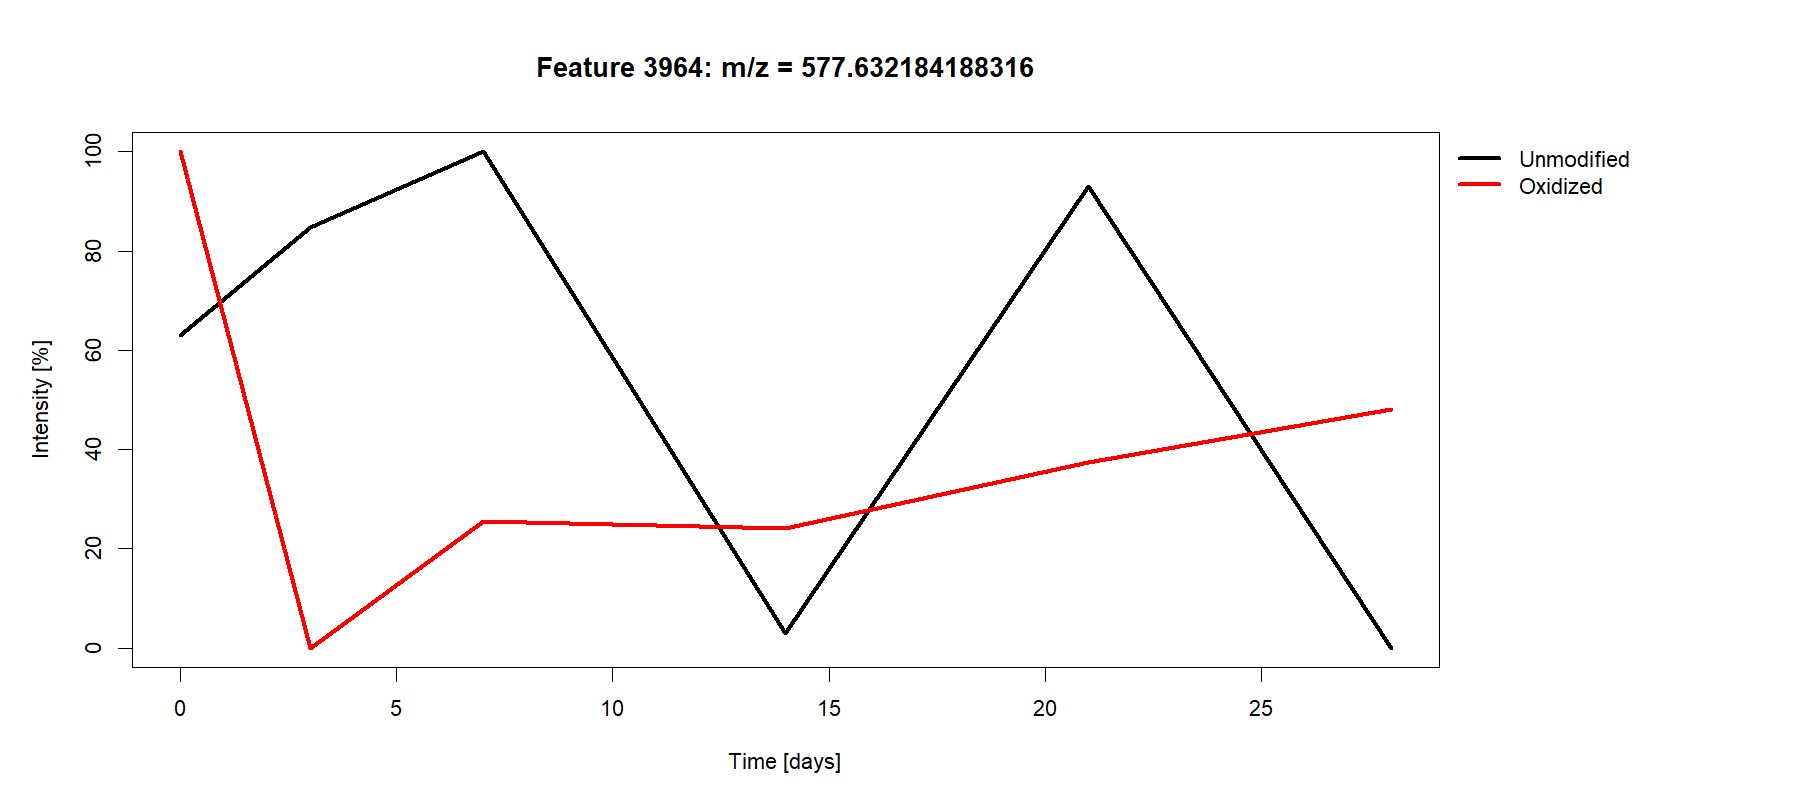 Feature 3964: m/z = 577.632184188316
Unmodified
Oxidized
Intensity [%]
100
80
60
40
20
0
0 5 10 15 20 25
Time [days]